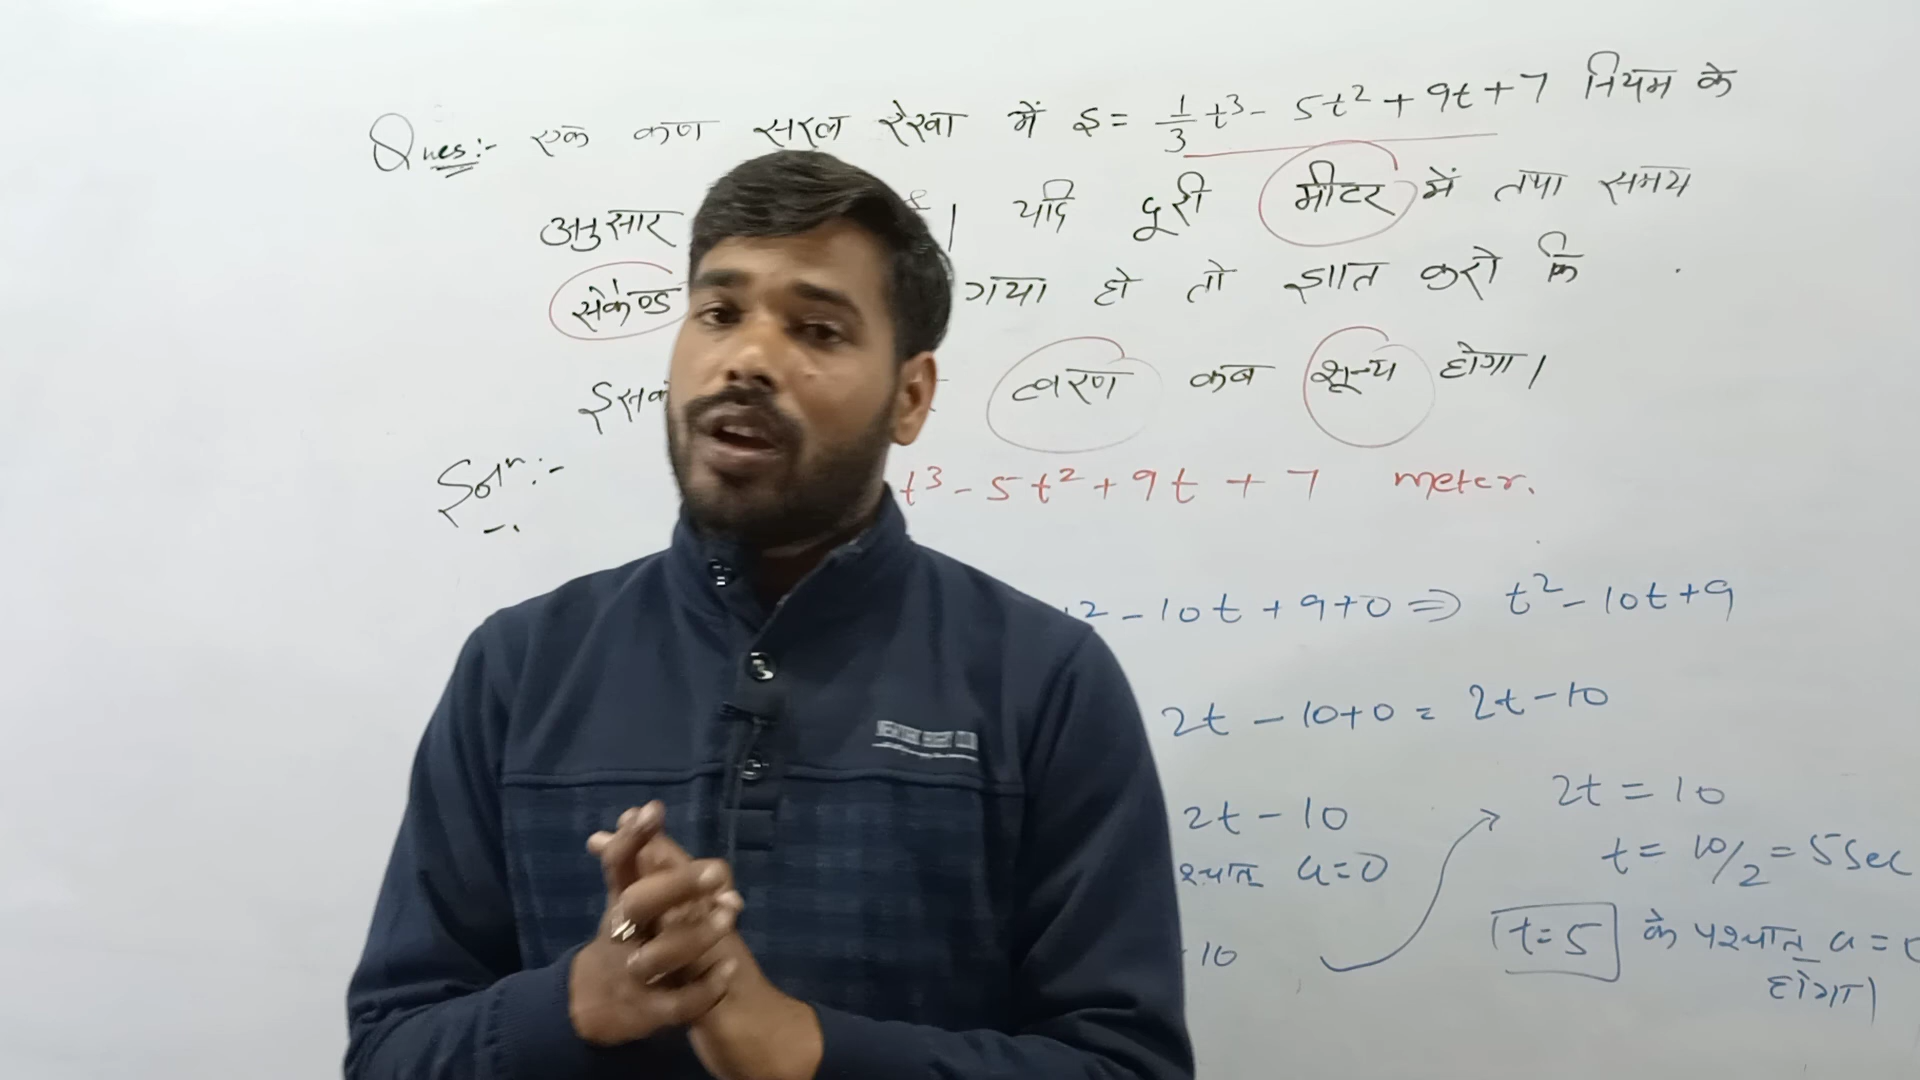 Ques:- एक कण सरल रेखा में s = 1/3 t³ - 5t² + 9t + 7 नियम के
अनुसार है। यदि दूरी मीटर में तथा समय
सेकेण्ड गया हो तो ज्ञात करो कि
त्वरण कब शून्य होगा।
Solⁿ:-
t³ - 5t² + 9t + 7 meter.
2 - 10t + 9 + 0 ⇒ t² - 10t + 9
2t - 10 + 0 = 2t - 10
2t - 10
पश्चात a = 0
10
2t = 10
t = 10/2 = 5 Sec
t = 5 के पश्चात् a = 0
होगा।